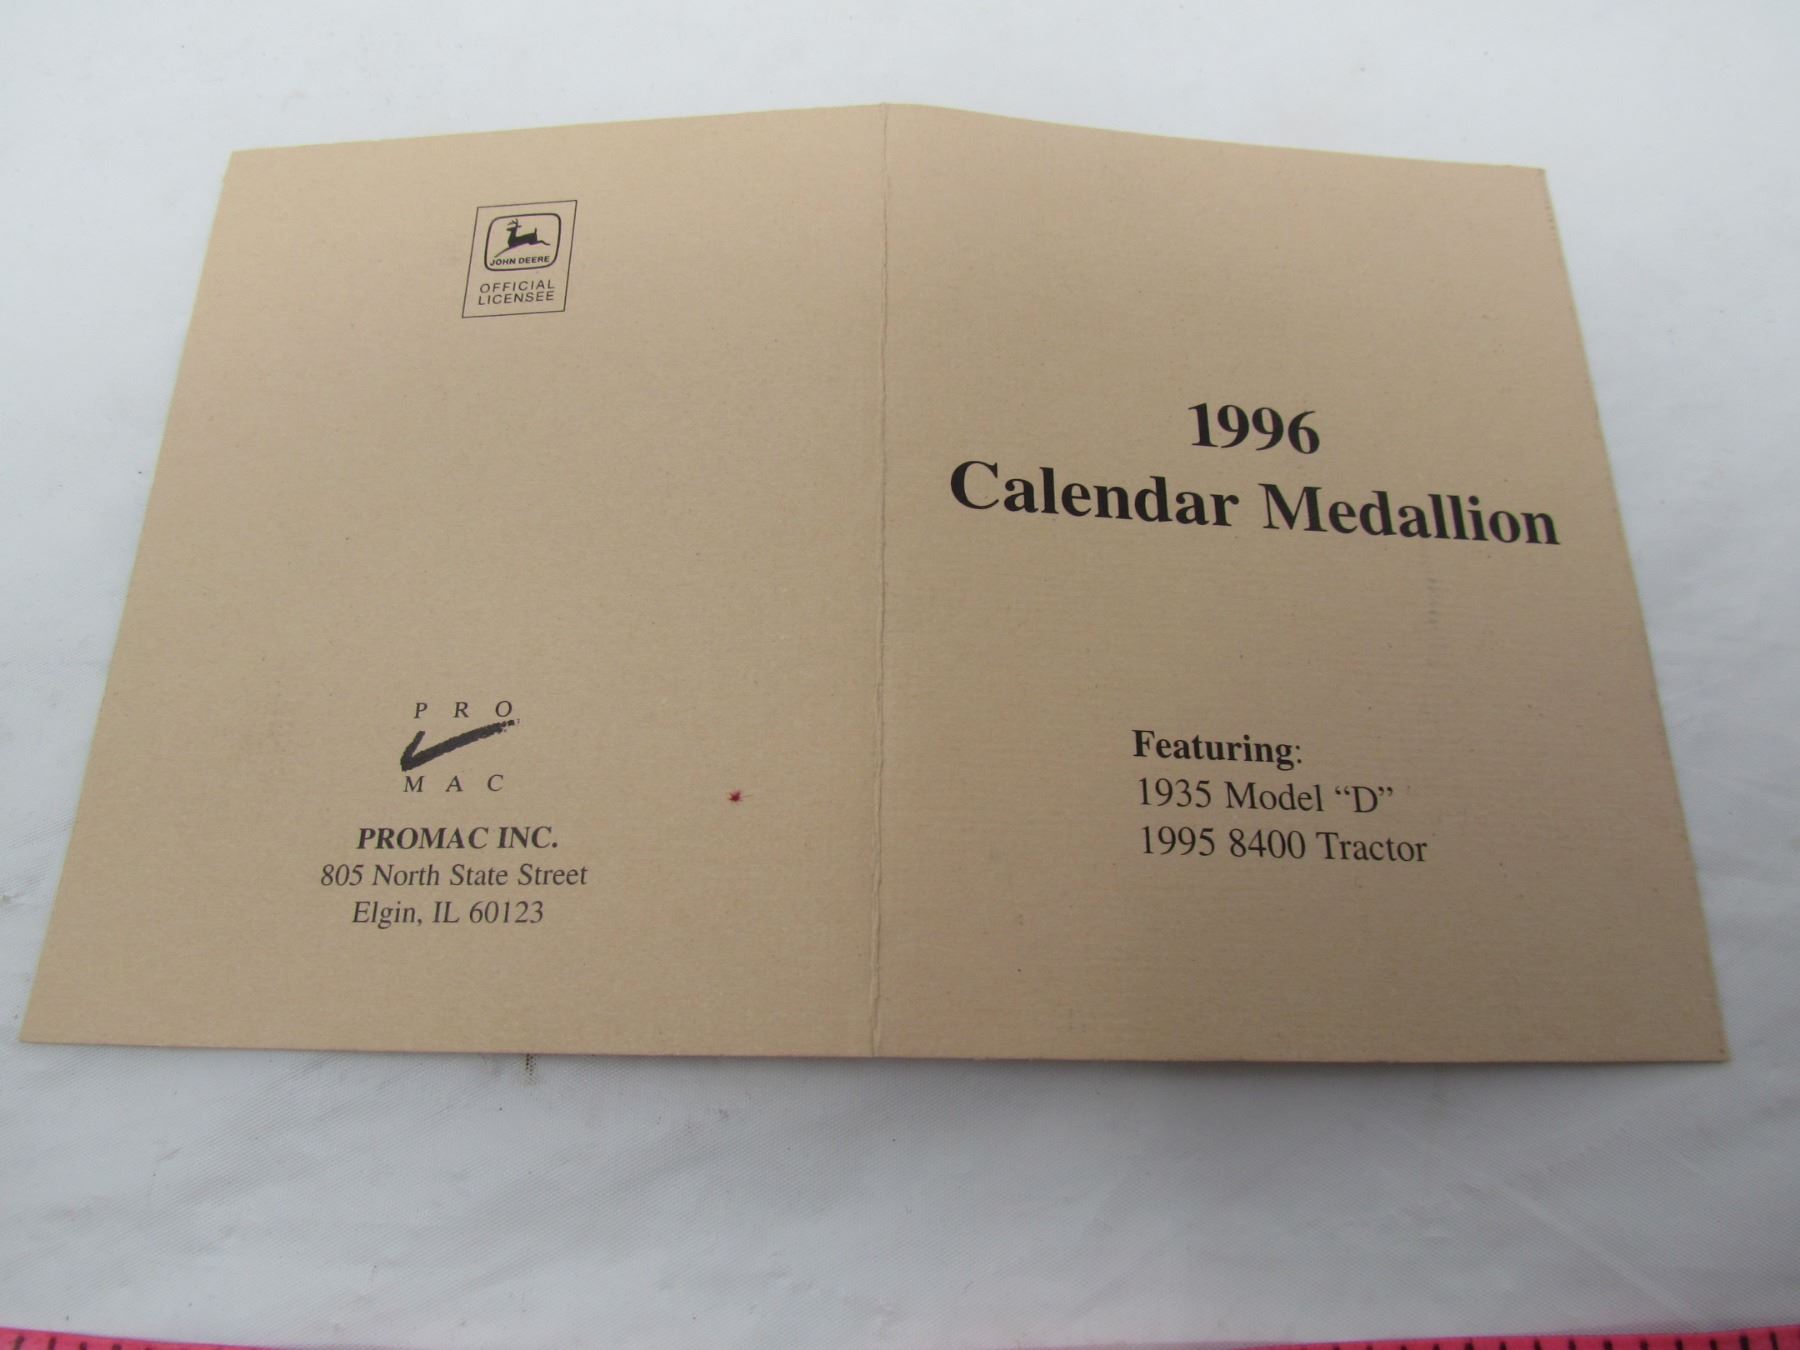 JOHN DEERE
OFFICIAL
LICENSEE
PRO
MAC
PROMAC INC.
805 North State Street
Elgin, IL 60123
1996
Calendar Medallion
Featuring:
1935 Model “D”
1995 8400 Tractor